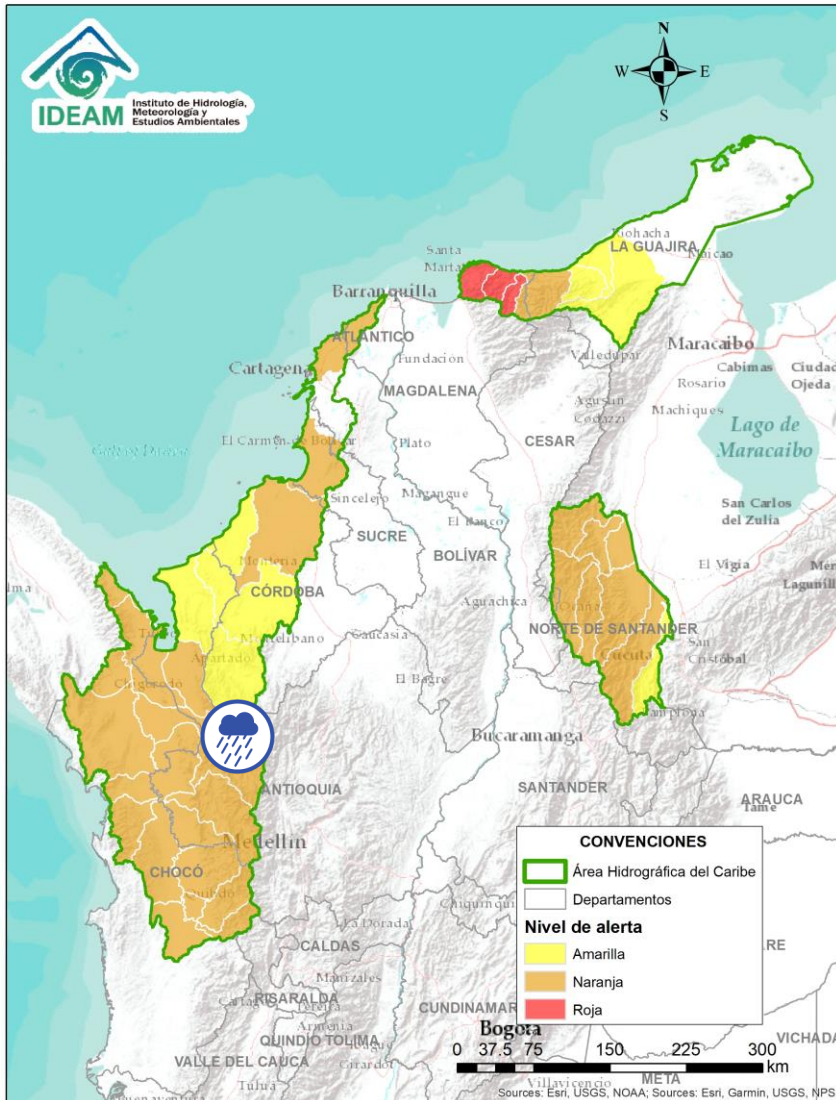 IDEAM
Instituto de Hidrología,
Meteorología y
Estudios Ambientales
N
W
E
S
Riohacha
LA GUAJIRA
Maicao
Santa
Marta
Barranquilla
ATLÁNTICO
Fundación
Cartagena
MAGDALENA
Valledupar
Maracaibo
Cabimas
Ciudad
Ojeda
Rosario
Agustín
Codazzi
Machiques
Lago de
Maracaibo
El Carmen de Bolívar
Plato
CESAR
Sincelejo
Magangue
San Carlos
del Zulia
El Banco
SUCRE
BOLÍVAR
Montería
El Vigía
CÓRDOBA
Aguachica
Ocaña
NORTE DE SANTANDER
Montelíbano
Caucasia
Cúcuta
San
Cristóbal
Apartadó
El Bagre
Chigorodó
Pamplona
Bucaramanga
ANTIOQUIA
SANTANDER
ARAUCA
Tame
Medellín
CHOCÓ
Quibdó
Chiquinqui
La Dorada
CALDAS
Manizales
RISARALDA
Pereira
Armenia
QUINDÍO
TOLIMA
CUNDINAMAR
Bogotá
Girardot
VALLE DEL CAUCA
Tuluá
Villavicencio
META
VICHADA
CONVENCIONES
Área Hidrográfica del Caribe
Departamentos
Nivel de alerta
Amarilla
Naranja
Roja
0 37.5 75 150 225 300
km
Sources: Esri, USGS, NOAA; Sources: Esri, Garmin, USGS, NPS